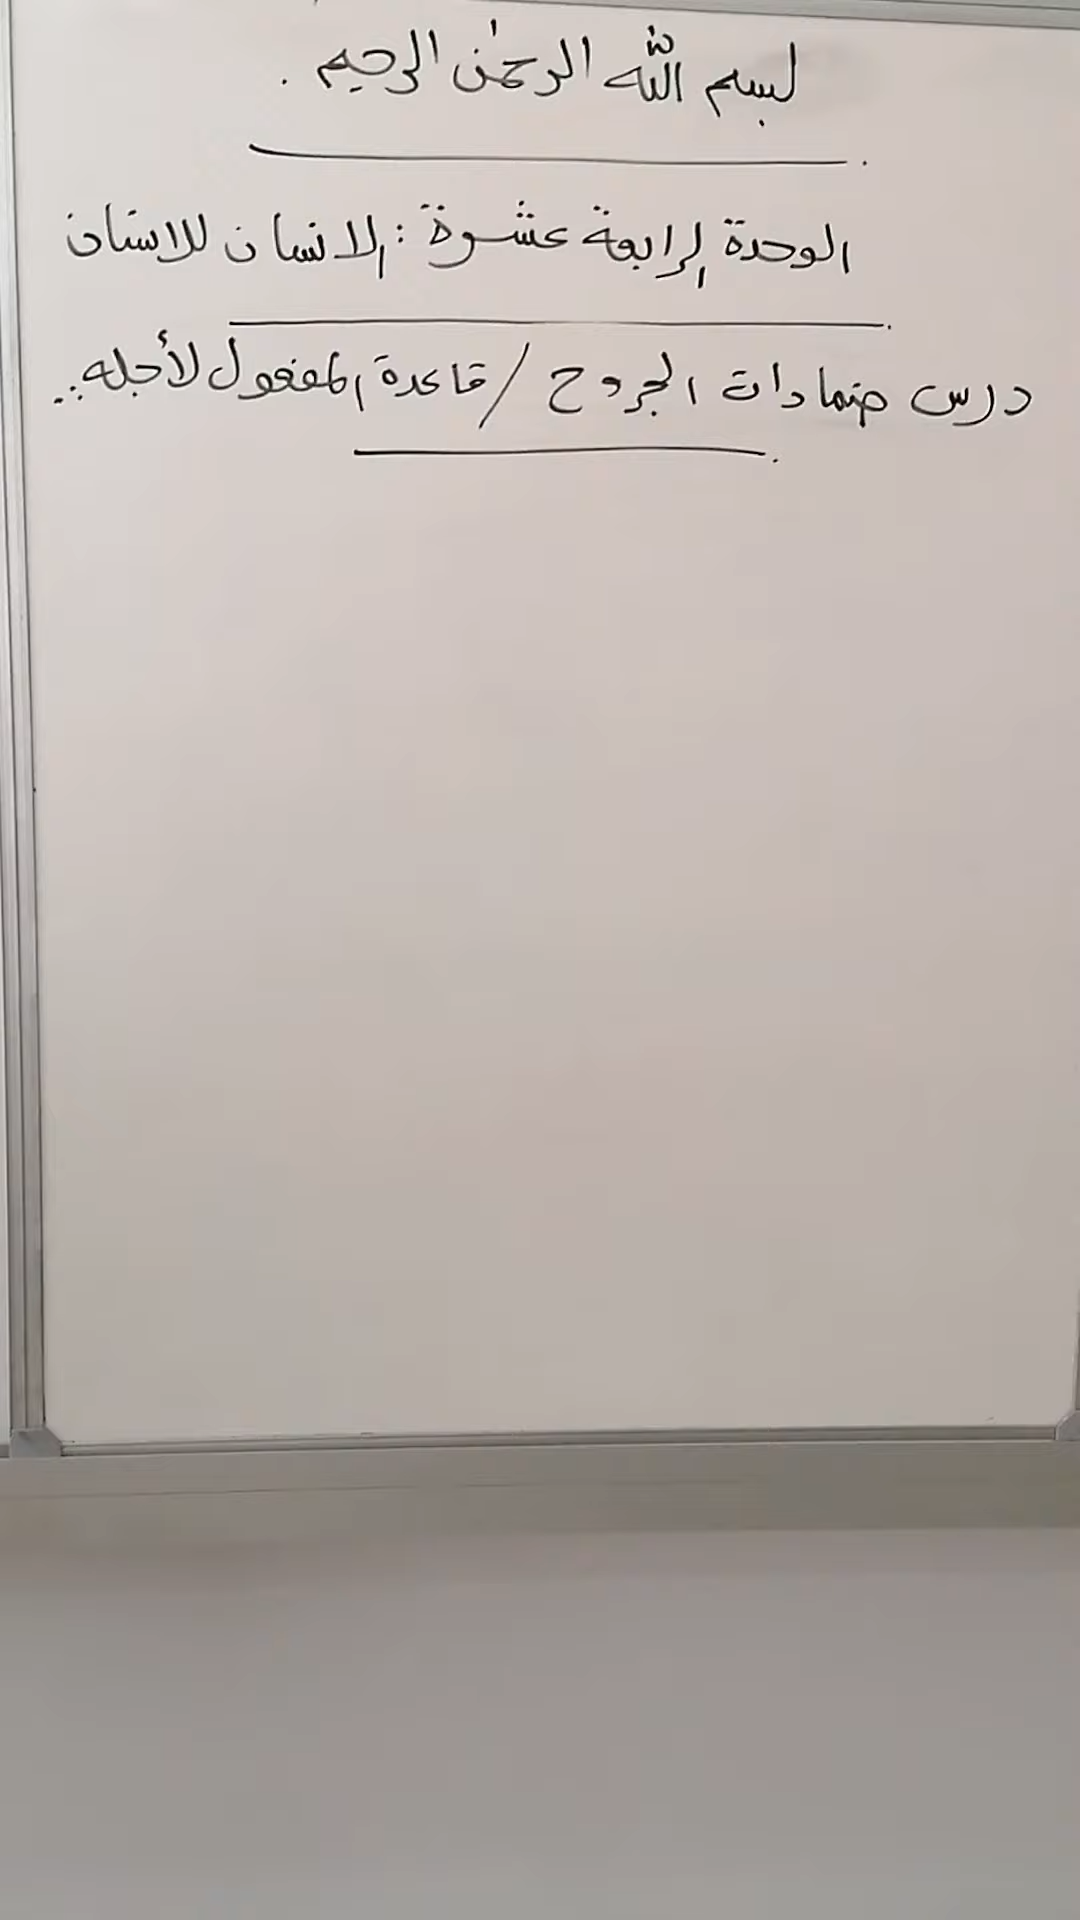 بسم الله الرحمن الرحيم .
الوحدة الرابعة عشرة : الانسان للانسان
درس ضمادات الجروح / قاعدة المفعول لأجله ..